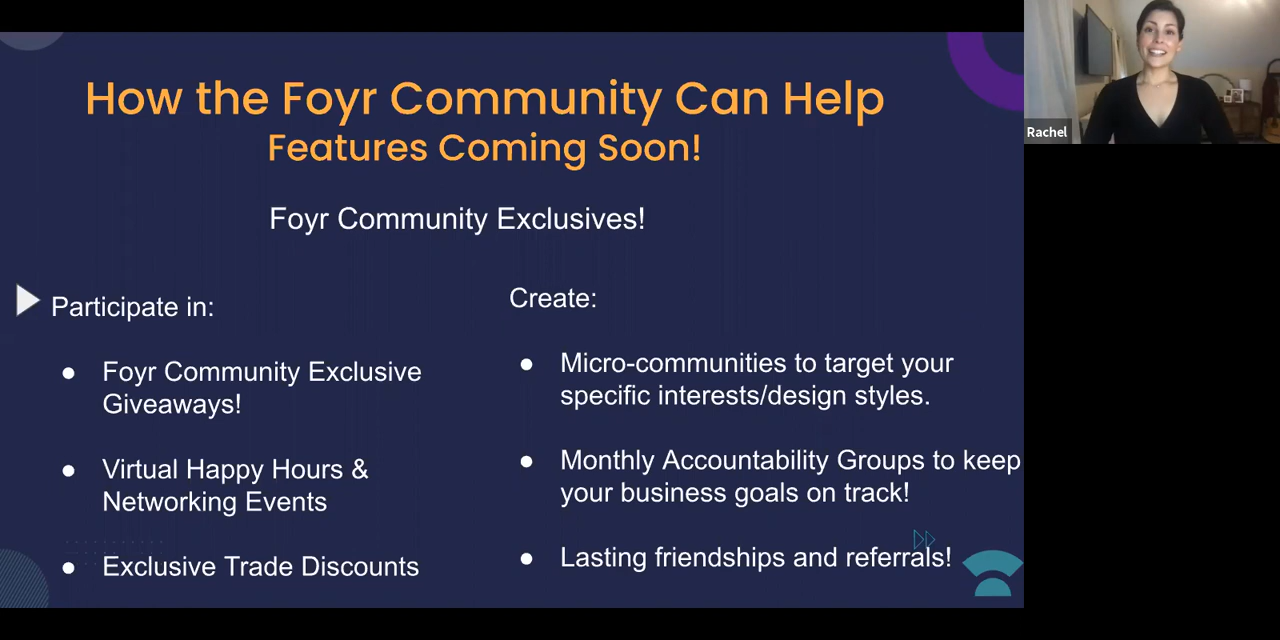 How the Foyr Community Can Help
Features Coming Soon!
Foyr Community Exclusives!
Participate in:
● Foyr Community Exclusive
Giveaways!
● Virtual Happy Hours &
Networking Events
● Exclusive Trade Discounts
Create:
● Micro-communities to target your
specific interests/design styles.
● Monthly Accountability Groups to keep
your business goals on track!
● Lasting friendships and referrals!
Rachel